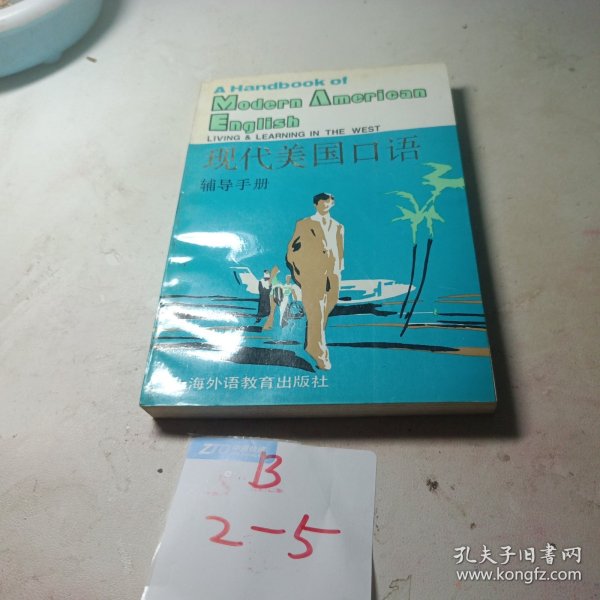 A Handbook of
Modern American
English
LIVING & LEARNING IN THE WEST
现代美国口语
辅导手册
上海外语教育出版社
ZTO
B
2-5
孔夫子旧书网
www.kongfz.com